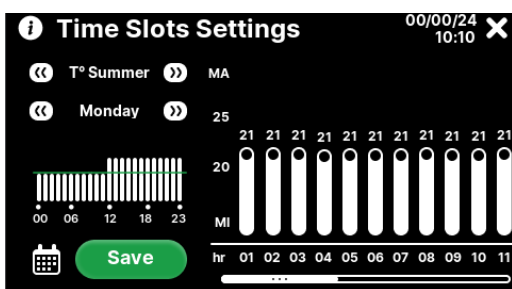 i Time Slots Settings 00/00/24
10:10
T° Summer
Monday
00 06 12 18 23
Save
MA
25
20
MI
21 21 21 21 21 21 21 21 21 21 21
hr 01 02 03 04 05 06 07 08 09 10 11